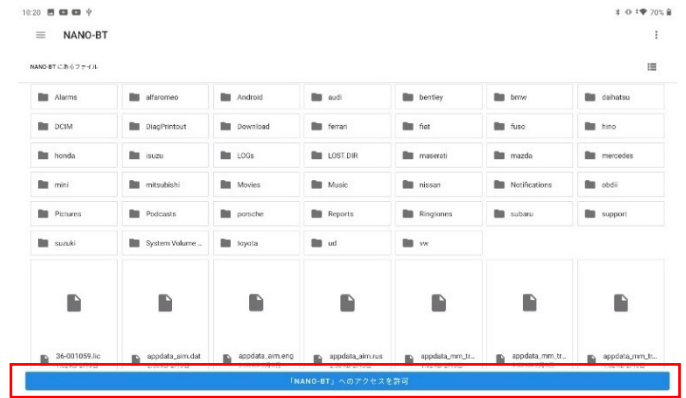 10:20 70%
NANO-BT
NANO-BTにあるファイル
Alarms alfaromeo Android audi bentley bmw daihatsu
DCIM DiagPrintout Download ferrari fiat fuso hino
honda isuzu LOGs LOST.DIR maserati mazda mercedes
mini mitsubishi Movies Music nissan Notifications obdii
Pictures Podcasts porsche Reports Ringtones subaru support
suzuki System Volume ... toyota ud vw
36-001059.lic appdata_aim.dat appdata_aim.eng appdata_aim.rus appdata_mm_tr... appdata_mm_tr... appdata_mm_tr...
「NANO-BT」へのアクセスを許可